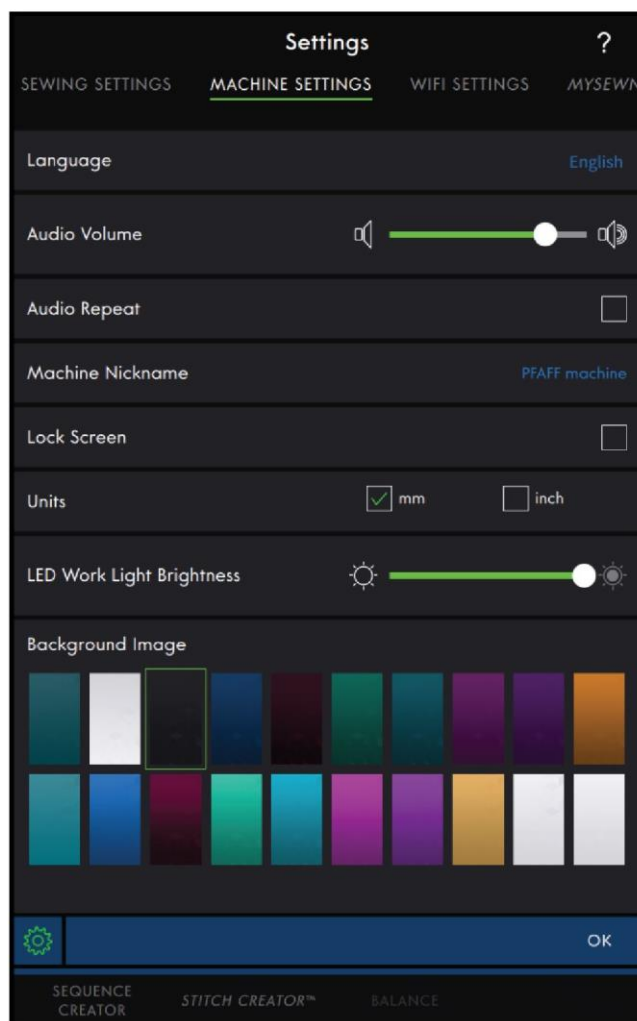 Settings ?
SEWING SETTINGS MACHINE SETTINGS WIFI SETTINGS MYSEWN
Language English
Audio Volume
Audio Repeat
Machine Nickname PFAFF machine
Lock Screen
Units mm inch
LED Work Light Brightness
Background Image
OK
SEQUENCE
CREATOR STITCH CREATOR™ BALANCE